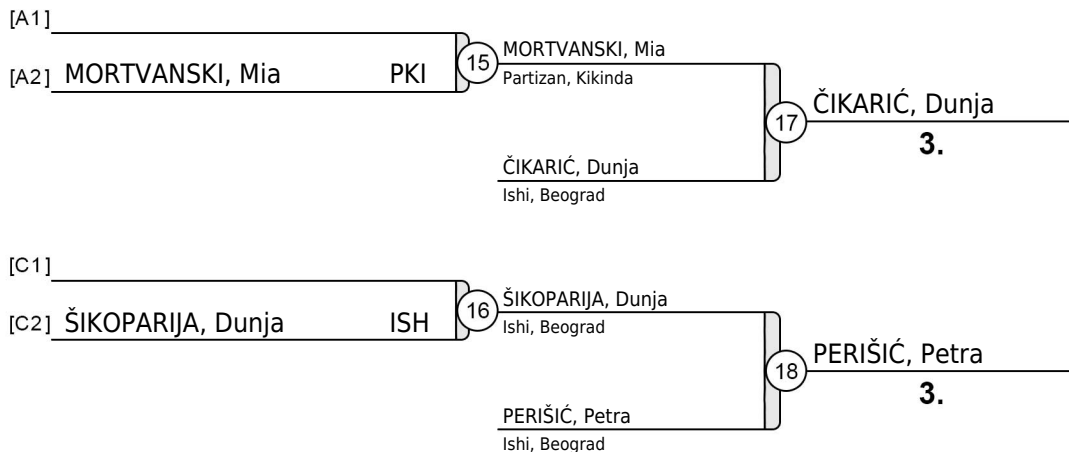 [A1]
[A2] MORTVANSKI, Mia PKI
15
MORTVANSKI, Mia
Partizan, Kikinda
17
ČIKARIĆ, Dunja
3.
ČIKARIĆ, Dunja
Ishi, Beograd
[C1]
[C2] ŠIKOPARIJA, Dunja ISH
16
ŠIKOPARIJA, Dunja
Ishi, Beograd
18
PERIŠIĆ, Petra
3.
PERIŠIĆ, Petra
Ishi, Beograd